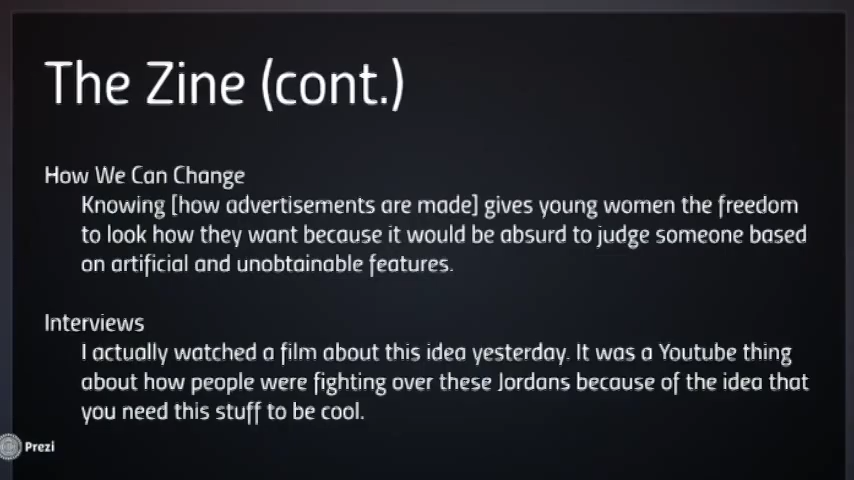 The Zine (cont.)
How We Can Change
Knowing [how advertisements are made] gives young women the freedom
to look how they want because it would be absurd to judge someone based
on artificial and unobtainable features.
Interviews
I actually watched a film about this idea yesterday. It was a Youtube thing
about how people were fighting over these Jordans because of the idea that
you need this stuff to be cool.
Prezi